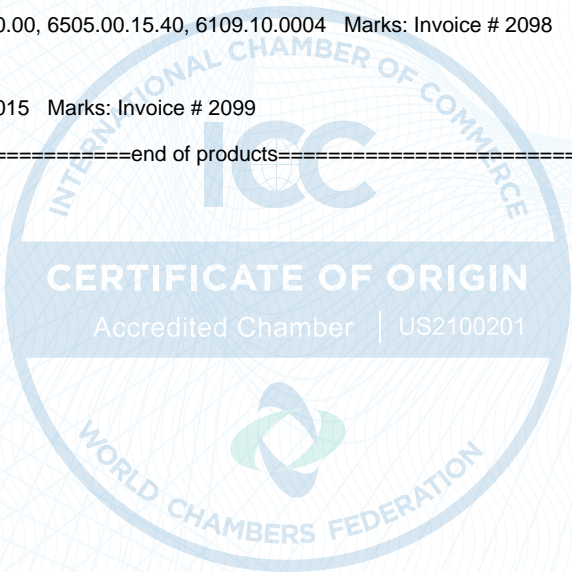 0.00, 6505.00.15.40, 6109.10.0004 Marks: Invoice # 2098
INTERNATIONAL CHAMBER OF COMMERCE
015 Marks: Invoice # 2099
===========end of products========================
ICC
CERTIFICATE OF ORIGIN
Accredited Chamber | US2100201
WORLD CHAMBERS FEDERATION